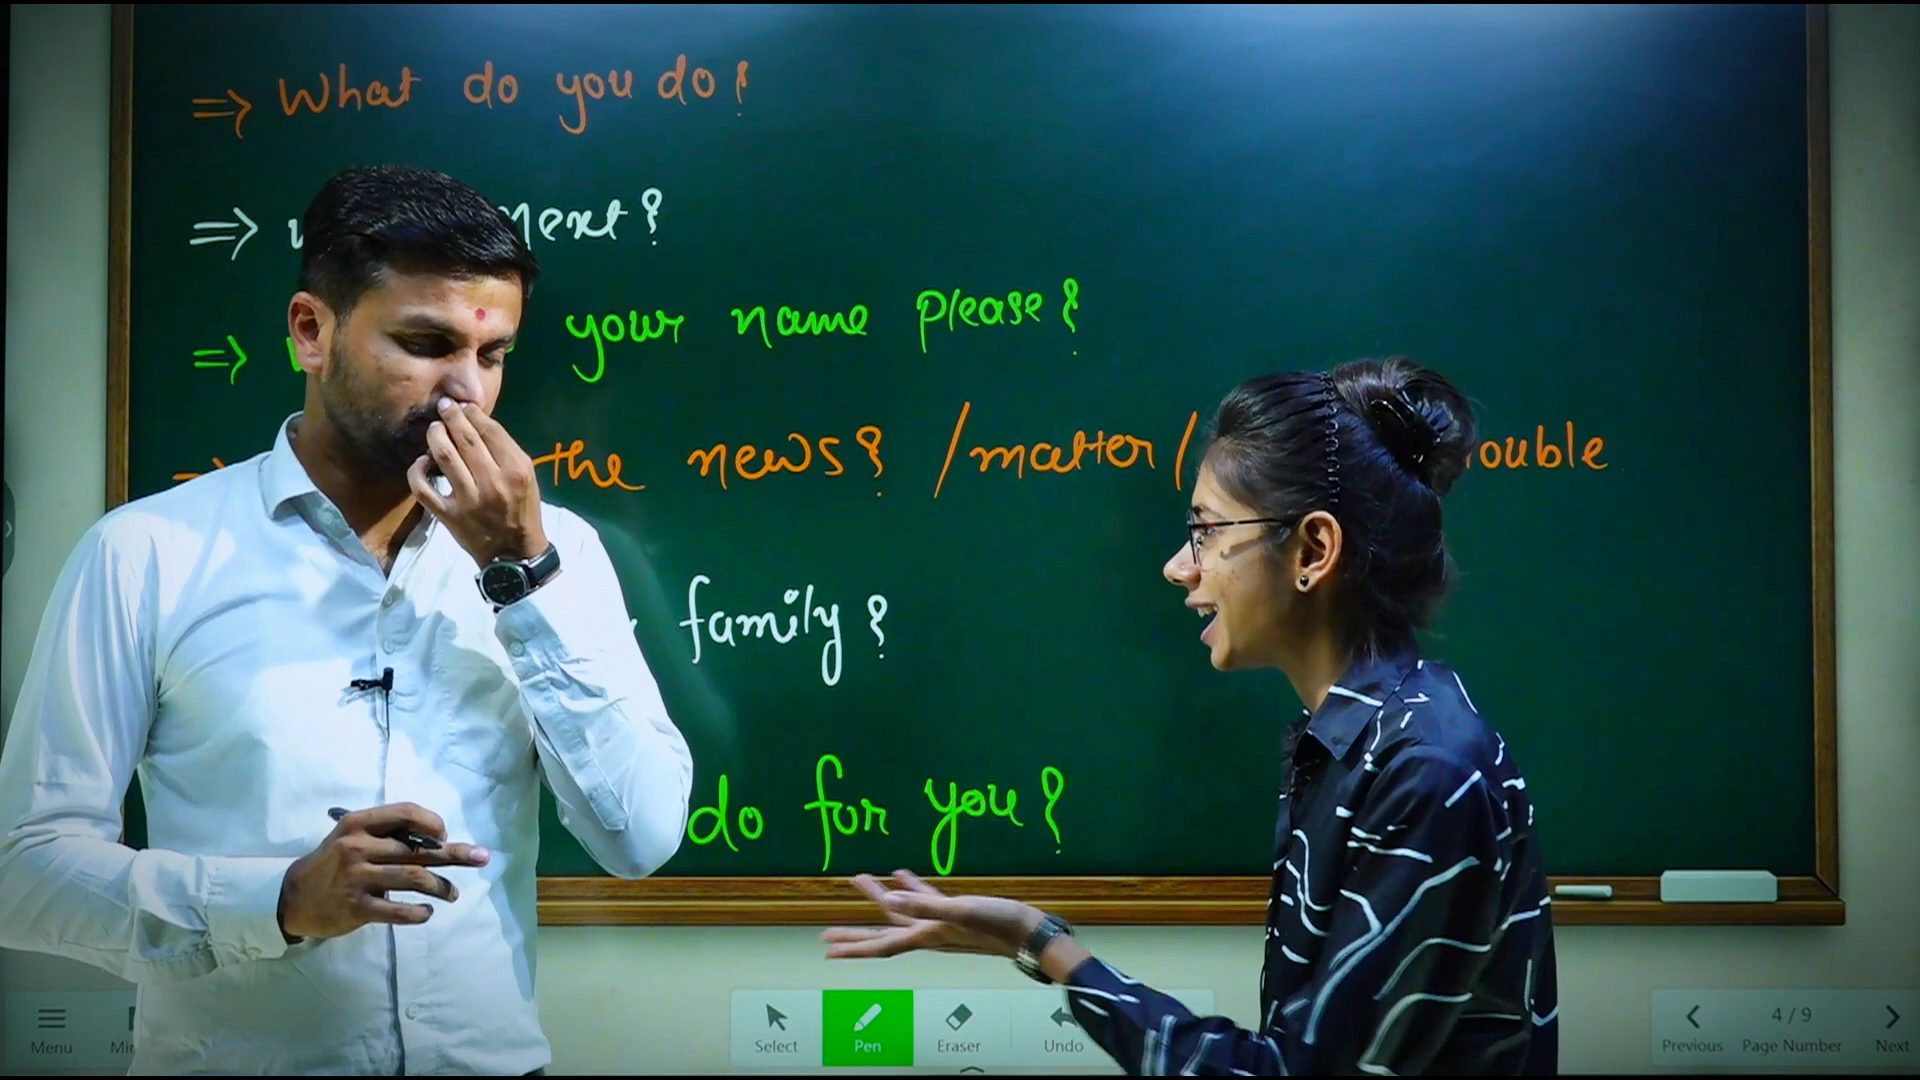 ⇒ What do you do?
⇒ next?
⇒ your name please?
the news? / matter /
family?
do for you?
Menu
Select Pen Eraser Undo
Previous 4 / 9 Page Number Next